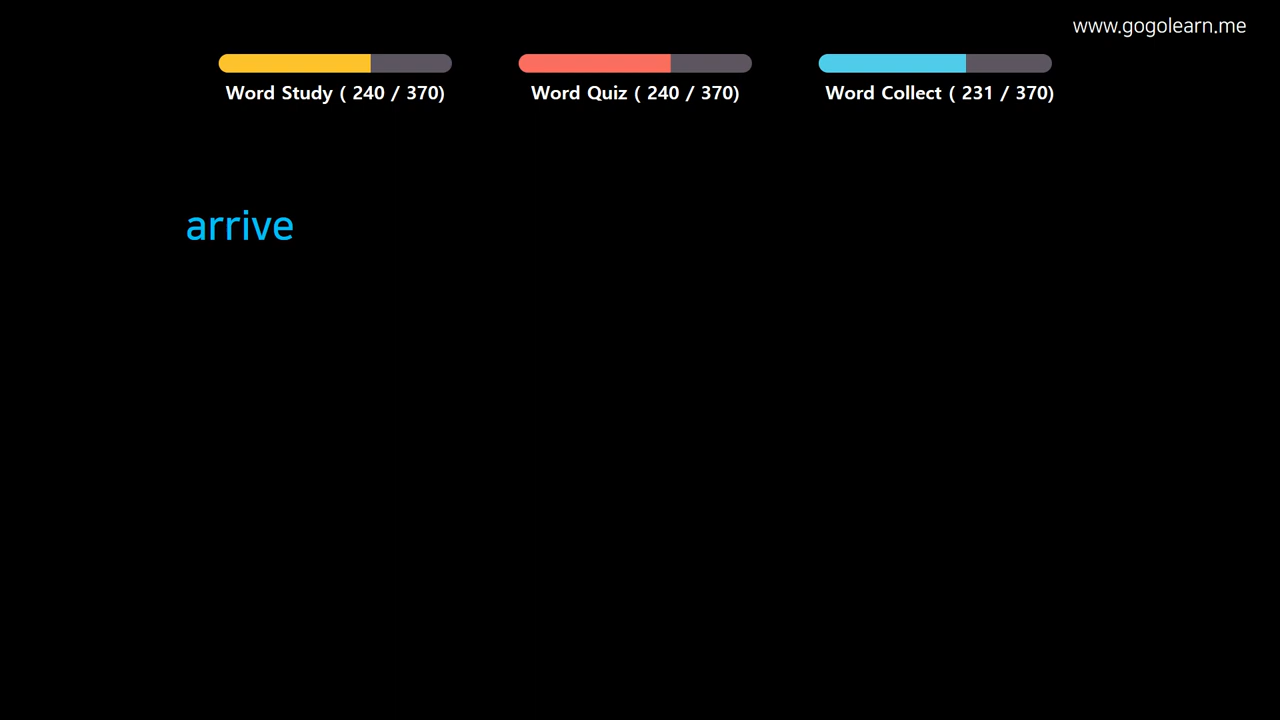 www.gogolearn.me
Word Study ( 240 / 370)
Word Quiz ( 240 / 370)
Word Collect ( 231 / 370)
arrive